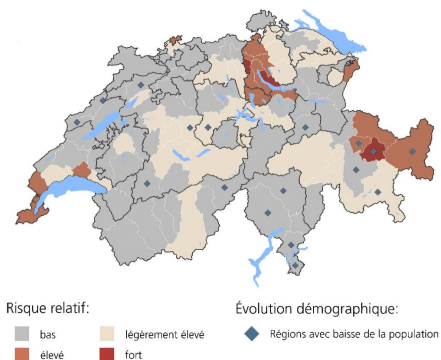 Risque relatif:
bas
légèrement élevé
élevé
fort
Évolution démographique:
Régions avec baisse de la population